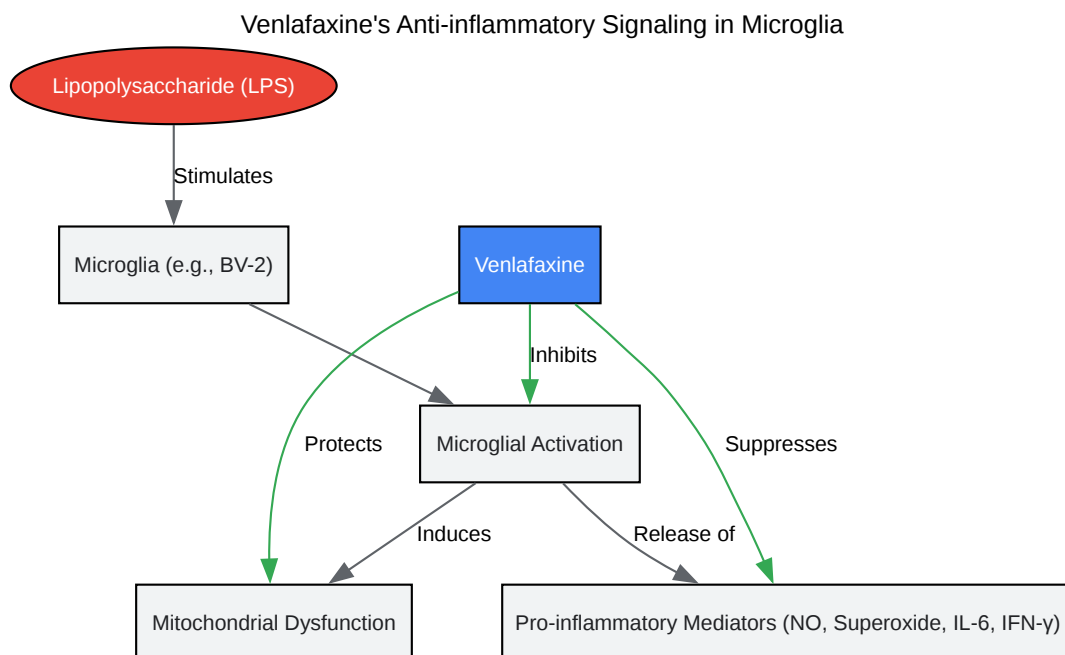 Venlafaxine's Anti-inflammatory Signaling in Microglia
Lipopolysaccharide (LPS)
Stimulates
Microglia (e.g., BV-2)
Venlafaxine
Inhibits
Protects
Microglial Activation
Suppresses
Induces
Release of
Mitochondrial Dysfunction
Pro-inflammatory Mediators (NO, Superoxide, IL-6, IFN-γ)